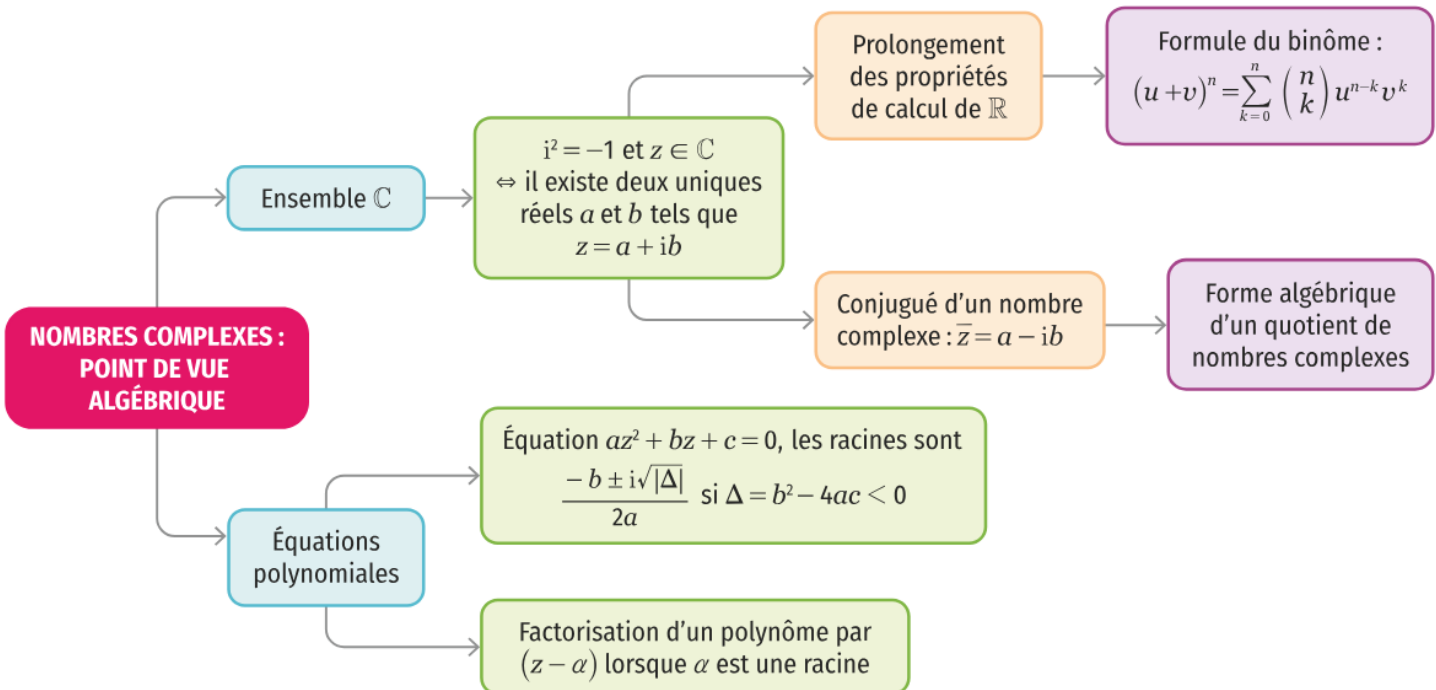 NOMBRES COMPLEXES :
POINT DE VUE
ALGÉBRIQUE
Ensemble ℂ
i² = −1 et z ∈ ℂ
⇔ il existe deux uniques
réels a et b tels que
z = a + ib
Prolongement
des propriétés
de calcul de ℝ
Formule du binôme :
(u + v)ⁿ = ∑_{k=0}^{n} (n k) uⁿ⁻ᵏ vᵏ
Conjugué d’un nombre
complexe : z̅ = a − ib
Forme algébrique
d’un quotient de
nombres complexes
Équations
polynomiales
Équation az² + bz + c = 0, les racines sont
(−b ± i√|Δ|)/2a si Δ = b² − 4ac < 0
Factorisation d’un polynôme par
(z − α) lorsque α est une racine